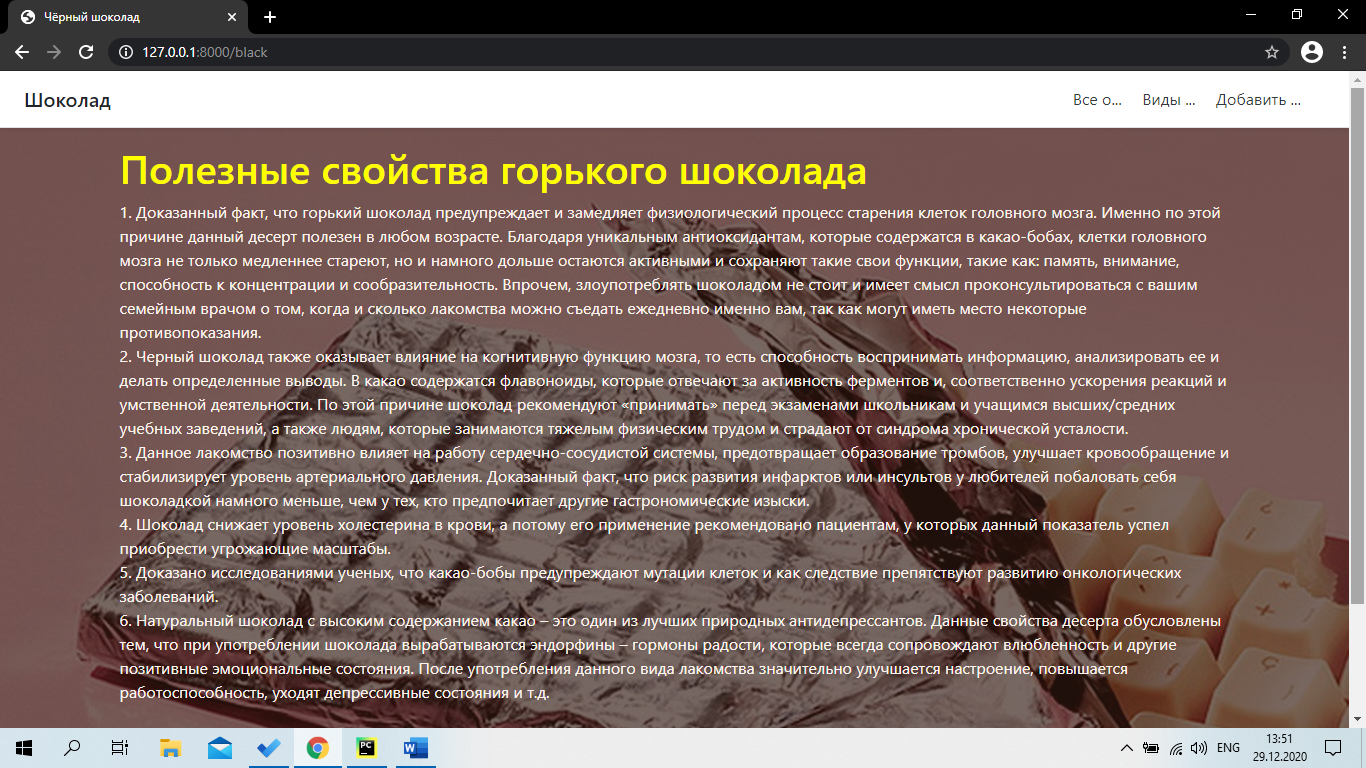 Чёрный шоколад
127.0.0.1:8000/black
Шоколад
Все о...
Виды ...
Добавить ...
Полезные свойства горького шоколада
1. Доказанный факт, что горький шоколад предупреждает и замедляет физиологический процесс старения клеток головного мозга. Именно по этой
причине данный десерт полезен в любом возрасте. Благодаря уникальным антиоксидантам, которые содержатся в какао-бобах, клетки головного
мозга не только медленнее стареют, но и намного дольше остаются активными и сохраняют такие свои функции, такие как: память, внимание,
способность к концентрации и сообразительность. Впрочем, злоупотреблять шоколадом не стоит и имеет смысл проконсультироваться с вашим
семейным врачом о том, когда и сколько лакомства можно съедать ежедневно именно вам, так как могут иметь место некоторые
противопоказания.
2. Черный шоколад также оказывает влияние на когнитивную функцию мозга, то есть способность воспринимать информацию, анализировать ее и
делать определенные выводы. В какао содержатся флавоноиды, которые отвечают за активность ферментов и, соответственно ускорения реакций и
умственной деятельности. По этой причине шоколад рекомендуют «принимать» перед экзаменами школьникам и учащимся высших/средних
учебных заведений, а также людям, которые занимаются тяжелым физическим трудом и страдают от синдрома хронической усталости.
3. Данное лакомство позитивно влияет на работу сердечно-сосудистой системы, предотвращает образование тромбов, улучшает кровообращение и
стабилизирует уровень артериального давления. Доказанный факт, что риск развития инфарктов или инсультов у любителей побаловать себя
шоколадкой намного меньше, чем у тех, кто предпочитает другие гастрономические изыски.
4. Шоколад снижает уровень холестерина в крови, а потому его применение рекомендовано пациентам, у которых данный показатель успел
приобрести угрожающие масштабы.
5. Доказано исследованиями ученых, что какао-бобы предупреждают мутации клеток и как следствие препятствуют развитию онкологических
заболеваний.
6. Натуральный шоколад с высоким содержанием какао – это один из лучших природных антидепрессантов. Данные свойства десерта обусловлены
тем, что при употреблении шоколада вырабатываются эндорфины – гормоны радости, которые всегда сопровождают влюбленность и другие
позитивные эмоциональные состояния. После употребления данного вида лакомства значительно улучшается настроение, повышается
работоспособность, уходят депрессивные состояния и т.д.
ENG
13:51
29.12.2020